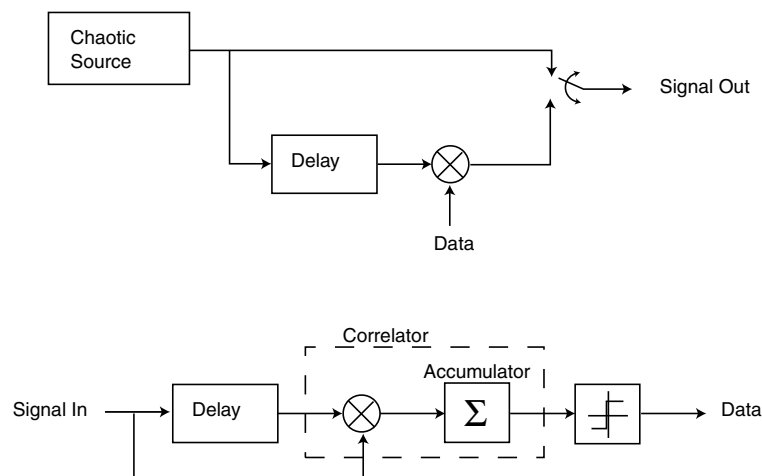 Chaotic
Source
Signal Out
Delay
Data
Correlator
Accumulator
Signal In
Delay
Σ
Data